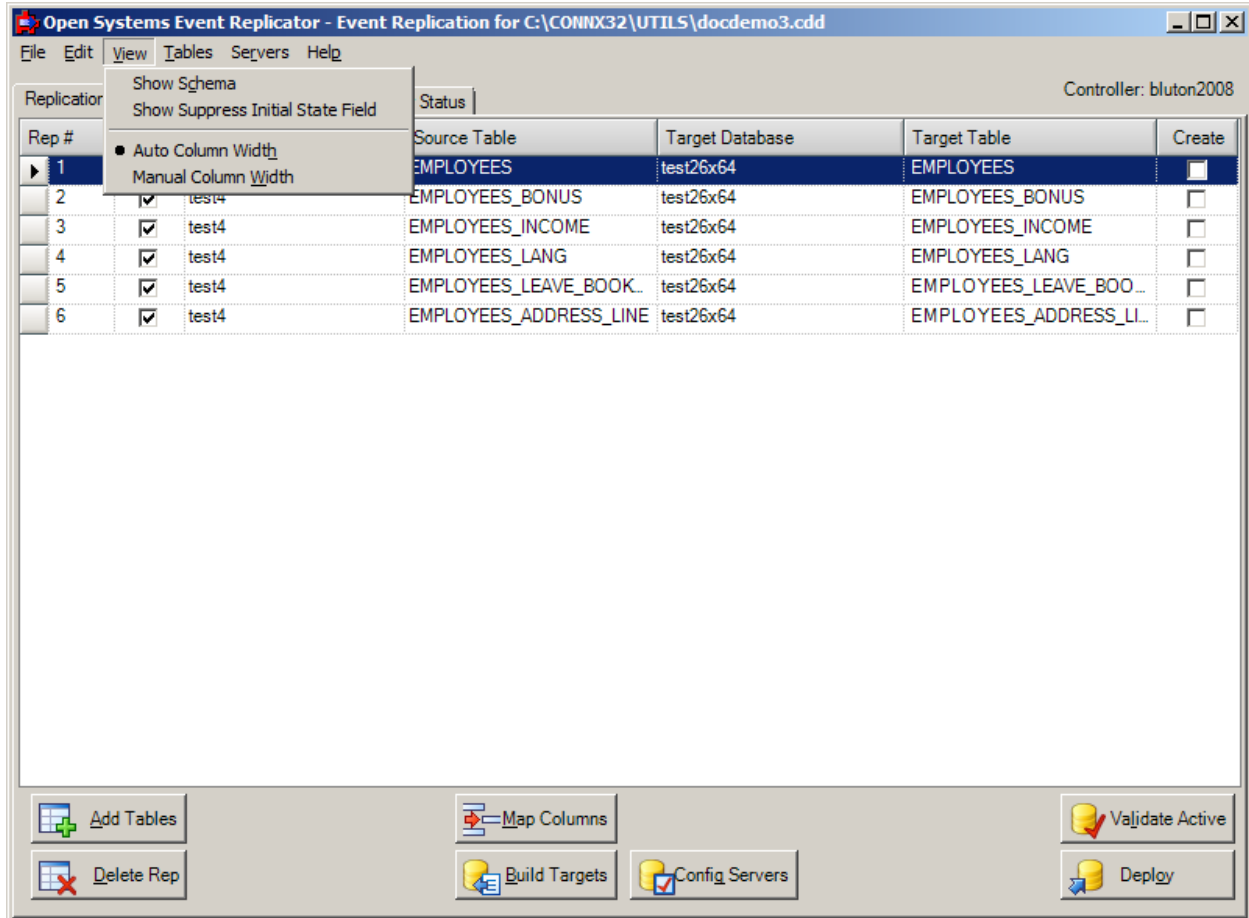 Open Systems Event Replicator - Event Replication for C:\CONNX32\UTILS\docdemo3.cdd
File Edit View Tables Servers Help
Show Schema
Show Suppress Initial State Field
Auto Column Width
Manual Column Width
Replication Status Controller: bluton2008
Rep # Source Table Target Database Target Table Create
1 EMPLOYEES test26x64 EMPLOYEES
2 test4 EMPLOYEES_BONUS test26x64 EMPLOYEES_BONUS
3 test4 EMPLOYEES_INCOME test26x64 EMPLOYEES_INCOME
4 test4 EMPLOYEES_LANG test26x64 EMPLOYEES_LANG
5 test4 EMPLOYEES_LEAVE_BOOK... test26x64 EMPLOYEES_LEAVE_BOO...
6 test4 EMPLOYEES_ADDRESS_LINE test26x64 EMPLOYEES_ADDRESS_LI...
Add Tables Map Columns Validate Active
Delete Rep Build Targets Config Servers Deploy